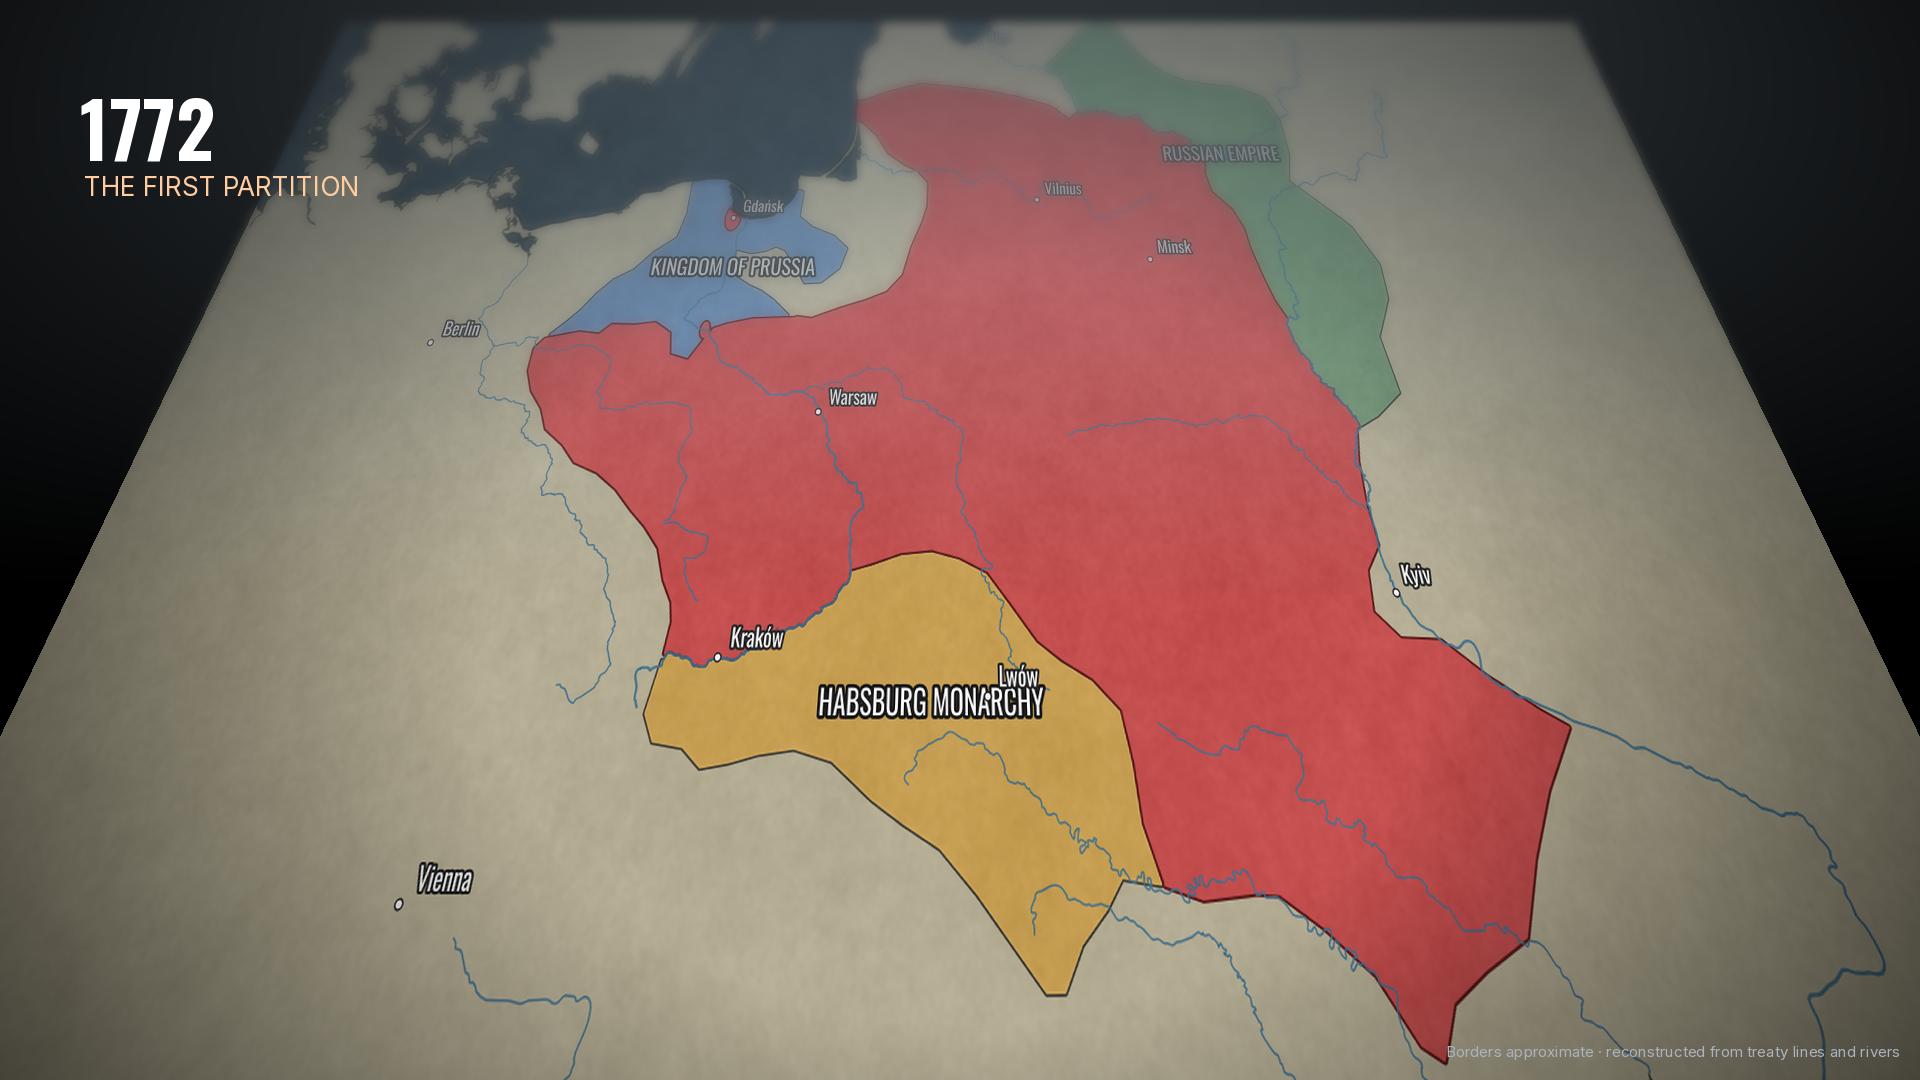 1772
THE FIRST PARTITION
RUSSIAN EMPIRE
Vilnius
Gdańsk
Minsk
KINGDOM OF PRUSSIA
Berlin
Warsaw
Kyiv
Kraków
Lwów
HABSBURG MONARCHY
Vienna
Borders approximate · reconstructed from treaty lines and rivers